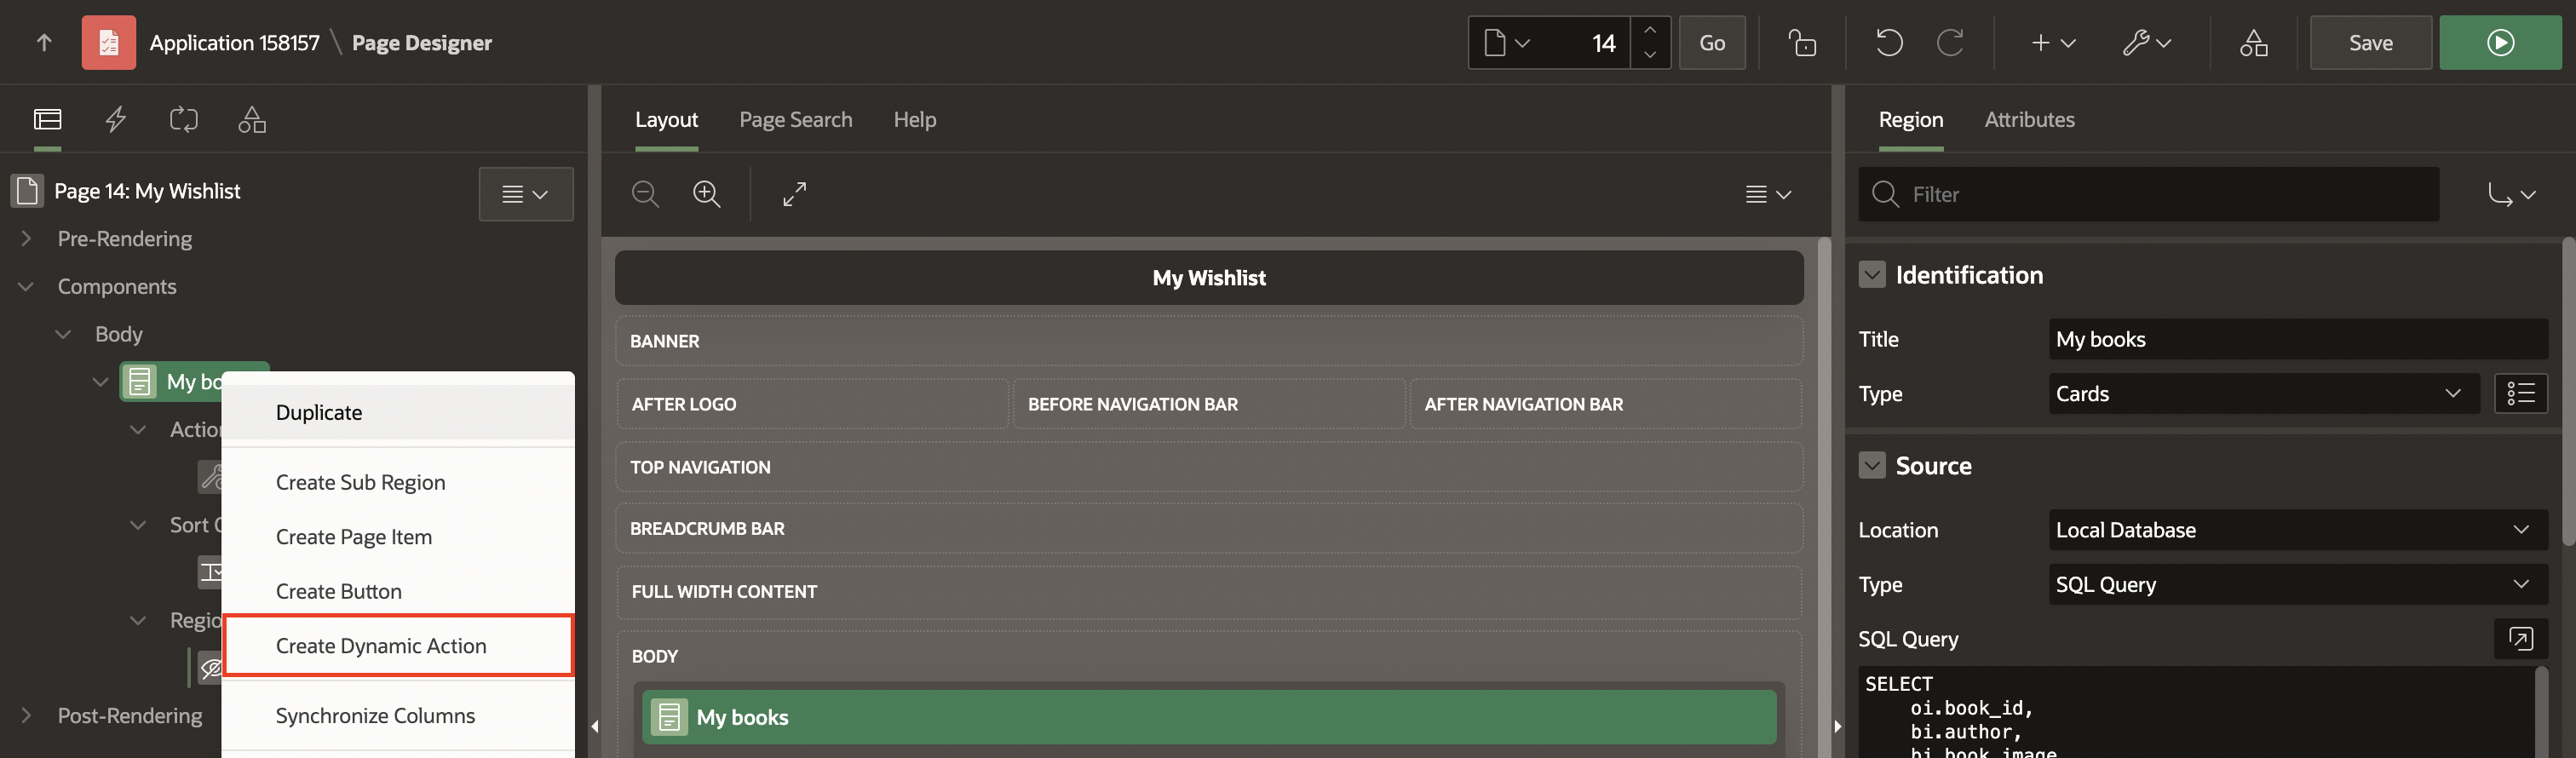 Application 158157 \ Page Designer
14
Go
Save
Layout
Page Search
Help
Region
Attributes
Page 14: My Wishlist
Pre-Rendering
Components
Body
My bo
Action
Sort
Regio
Post-Rendering
Duplicate
Create Sub Region
Create Page Item
Create Button
Create Dynamic Action
Synchronize Columns
My Wishlist
BANNER
AFTER LOGO
BEFORE NAVIGATION BAR
AFTER NAVIGATION BAR
TOP NAVIGATION
BREADCRUMB BAR
FULL WIDTH CONTENT
BODY
My books
Filter
Identification
Title
My books
Type
Cards
Source
Location
Local Database
Type
SQL Query
SQL Query
SELECT
oi.book_id,
bi.author,
bi.book_image